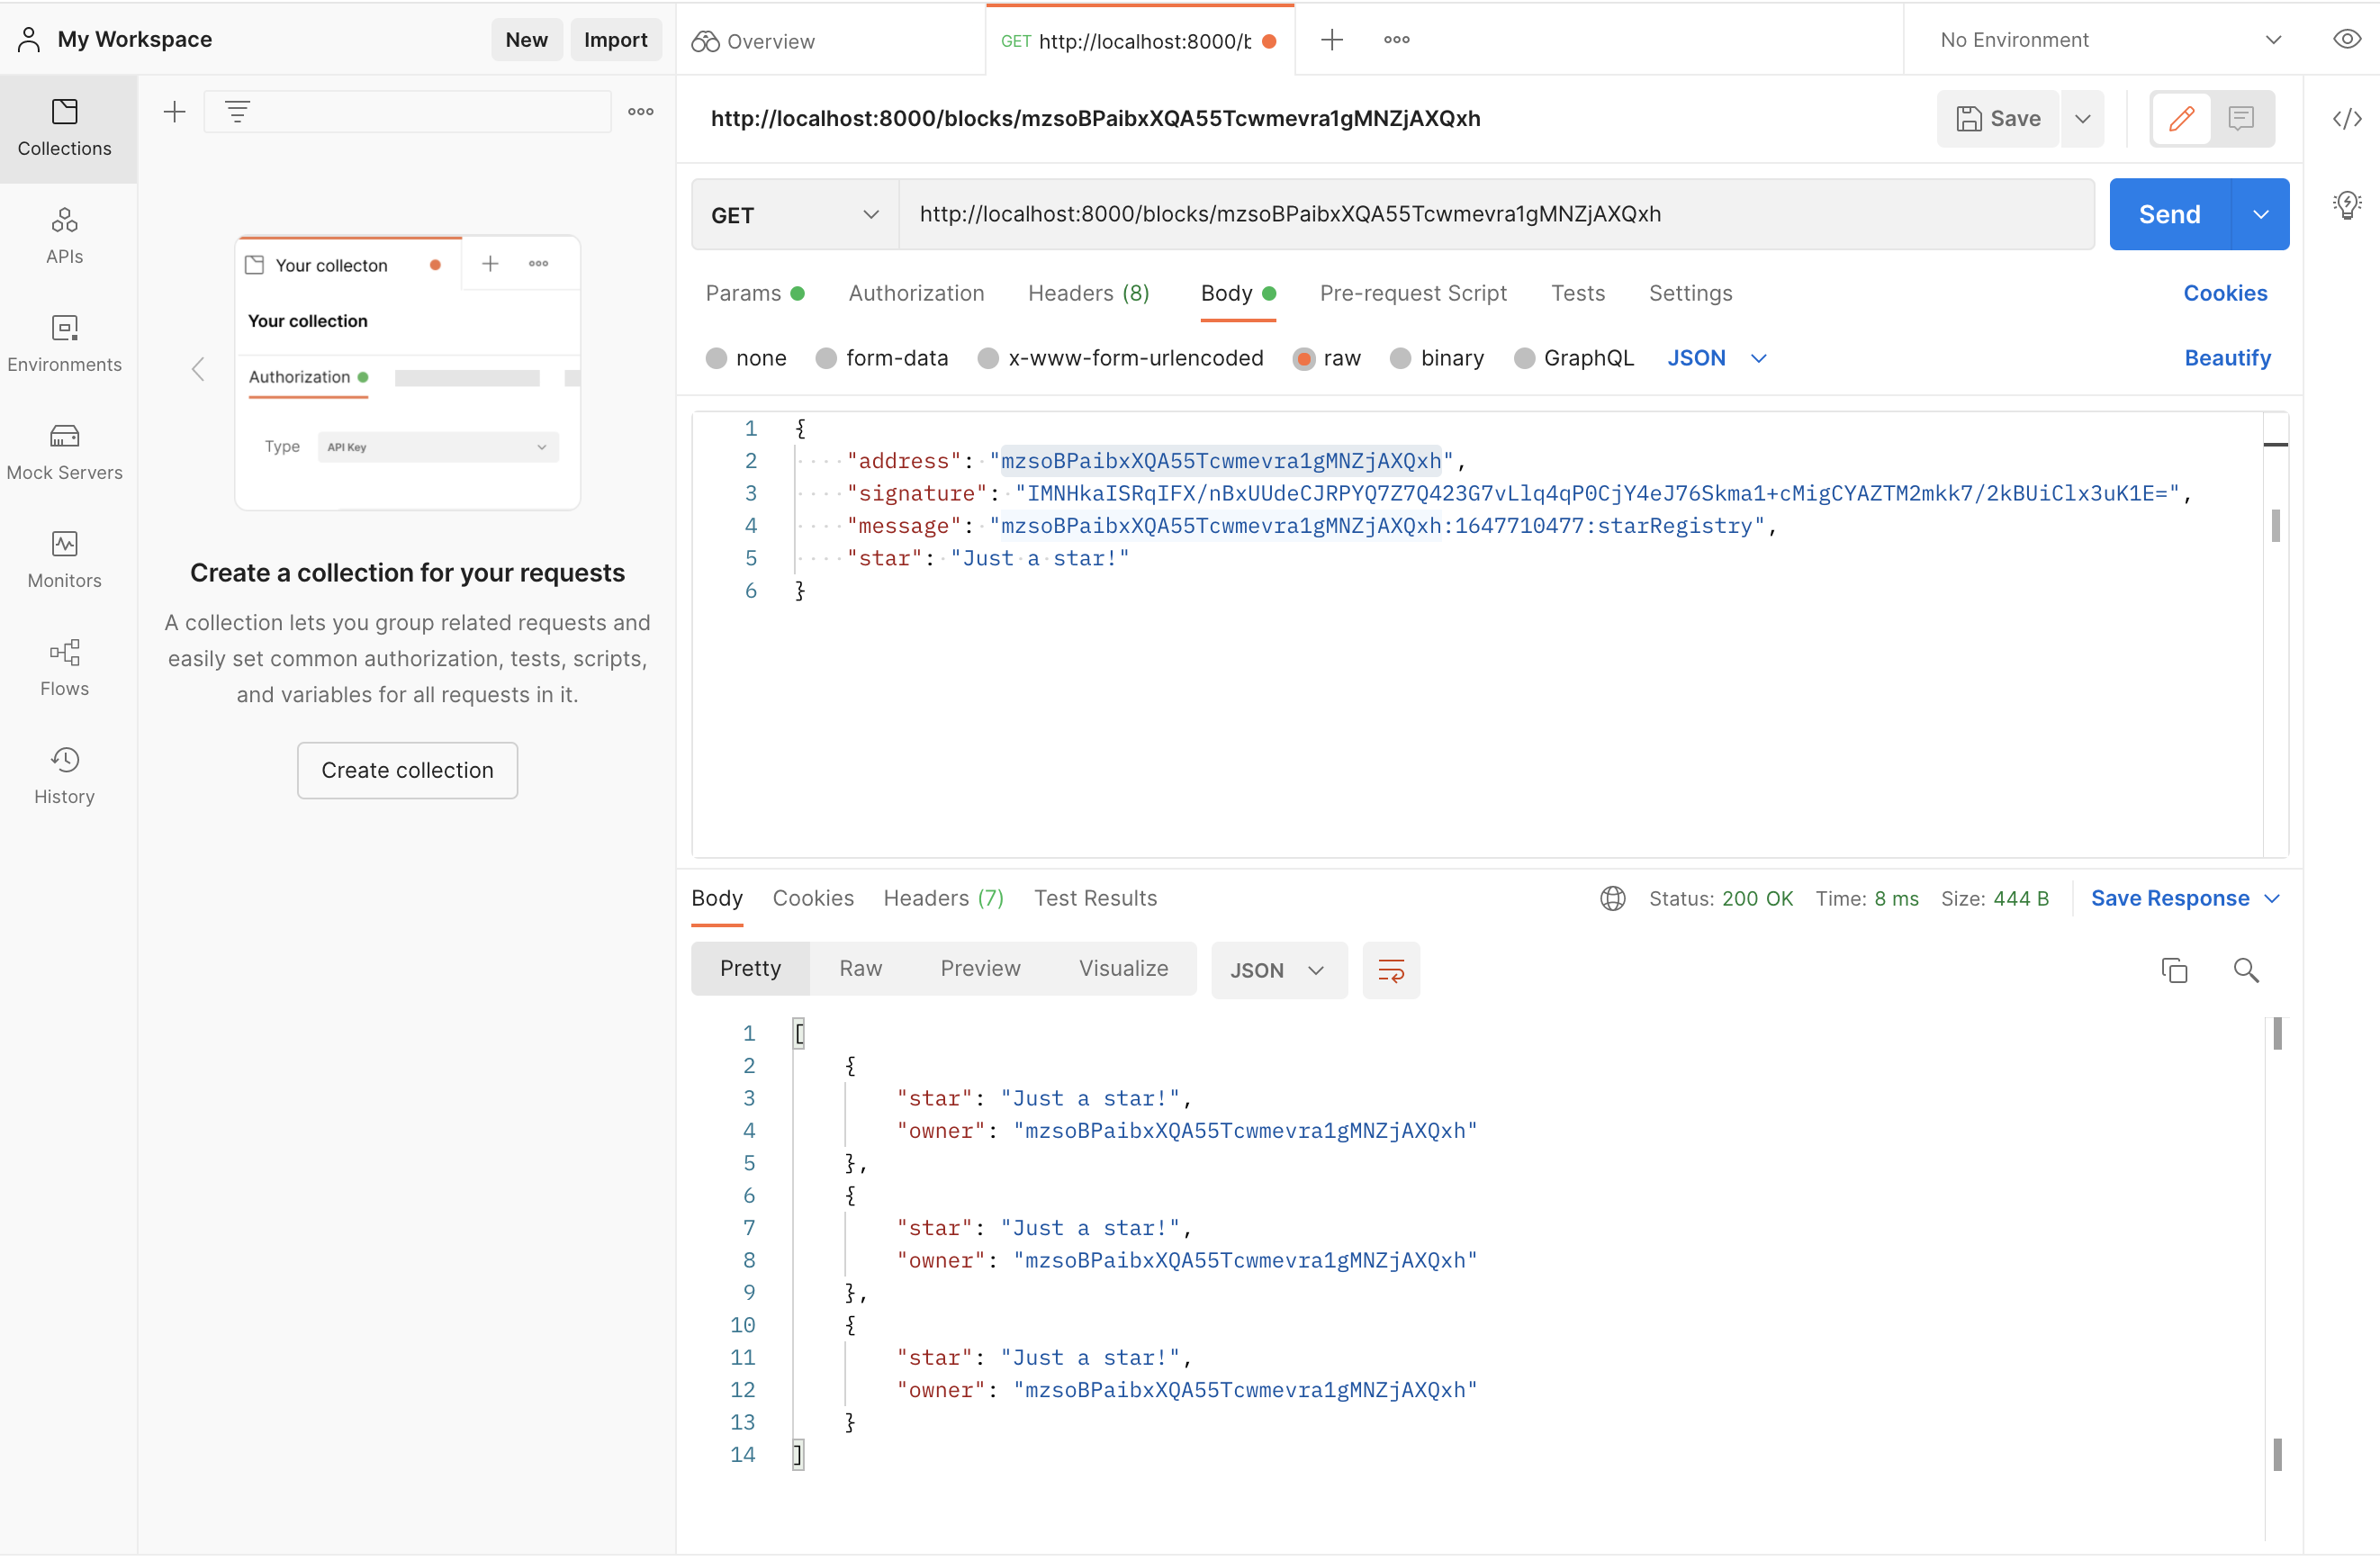 My Workspace
New
Import
Overview
GET http://localhost:8000/b
No Environment
Collections
APIs
Environments
Mock Servers
Monitors
Flows
History
Your collecton
Your collection
Authorization
Type
API Key
Create a collection for your requests
A collection lets you group related requests and
easily set common authorization, tests, scripts,
and variables for all requests in it.
Create collection
http://localhost:8000/blocks/mzsoBPaibxXQA55Tcwmevra1gMNZjAXQxh
Save
GET
http://localhost:8000/blocks/mzsoBPaibxXQA55Tcwmevra1gMNZjAXQxh
Send
Params
Authorization
Headers (8)
Body
Pre-request Script
Tests
Settings
Cookies
none
form-data
x-www-form-urlencoded
raw
binary
GraphQL
JSON
Beautify
1 {
2 "address": "mzsoBPaibxXQA55Tcwmevra1gMNZjAXQxh",
3 "signature": "IMNHkaISRqIFX/nBxUUdeCJRPYQ7Z7Q423G7vLlq4qP0CjY4eJ76Skma1+cMigCYAZTM2mkk7/2kBUiClx3uK1E=",
4 "message": "mzsoBPaibxXQA55Tcwmevra1gMNZjAXQxh:1647710477:starRegistry",
5 "star": "Just a star!"
6 }
Body
Cookies
Headers (7)
Test Results
Status: 200 OK
Time: 8 ms
Size: 444 B
Save Response
Pretty
Raw
Preview
Visualize
JSON
1 [
2 {
3 "star": "Just a star!",
4 "owner": "mzsoBPaibxXQA55Tcwmevra1gMNZjAXQxh"
5 },
6 {
7 "star": "Just a star!",
8 "owner": "mzsoBPaibxXQA55Tcwmevra1gMNZjAXQxh"
9 },
10 {
11 "star": "Just a star!",
12 "owner": "mzsoBPaibxXQA55Tcwmevra1gMNZjAXQxh"
13 }
14 ]